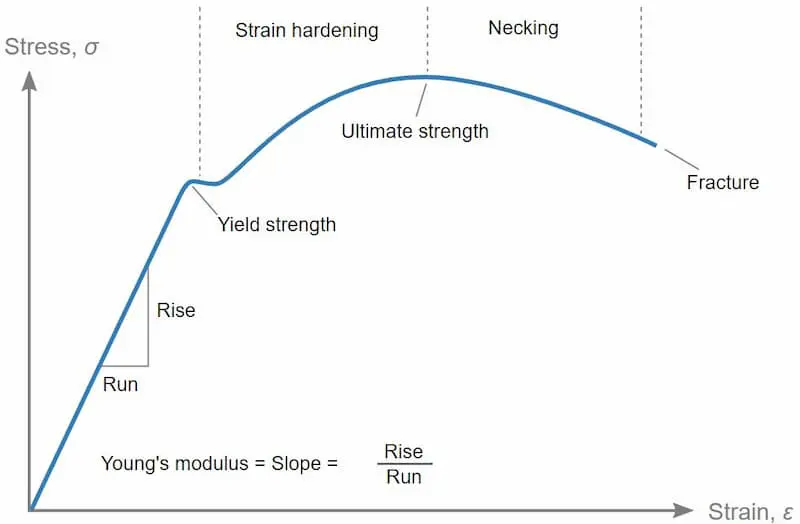 Strain hardening
Necking
Stress, σ
Ultimate strength
Fracture
Yield strength
Rise
Run
Young's modulus = Slope =
Rise
Run
Strain, ε